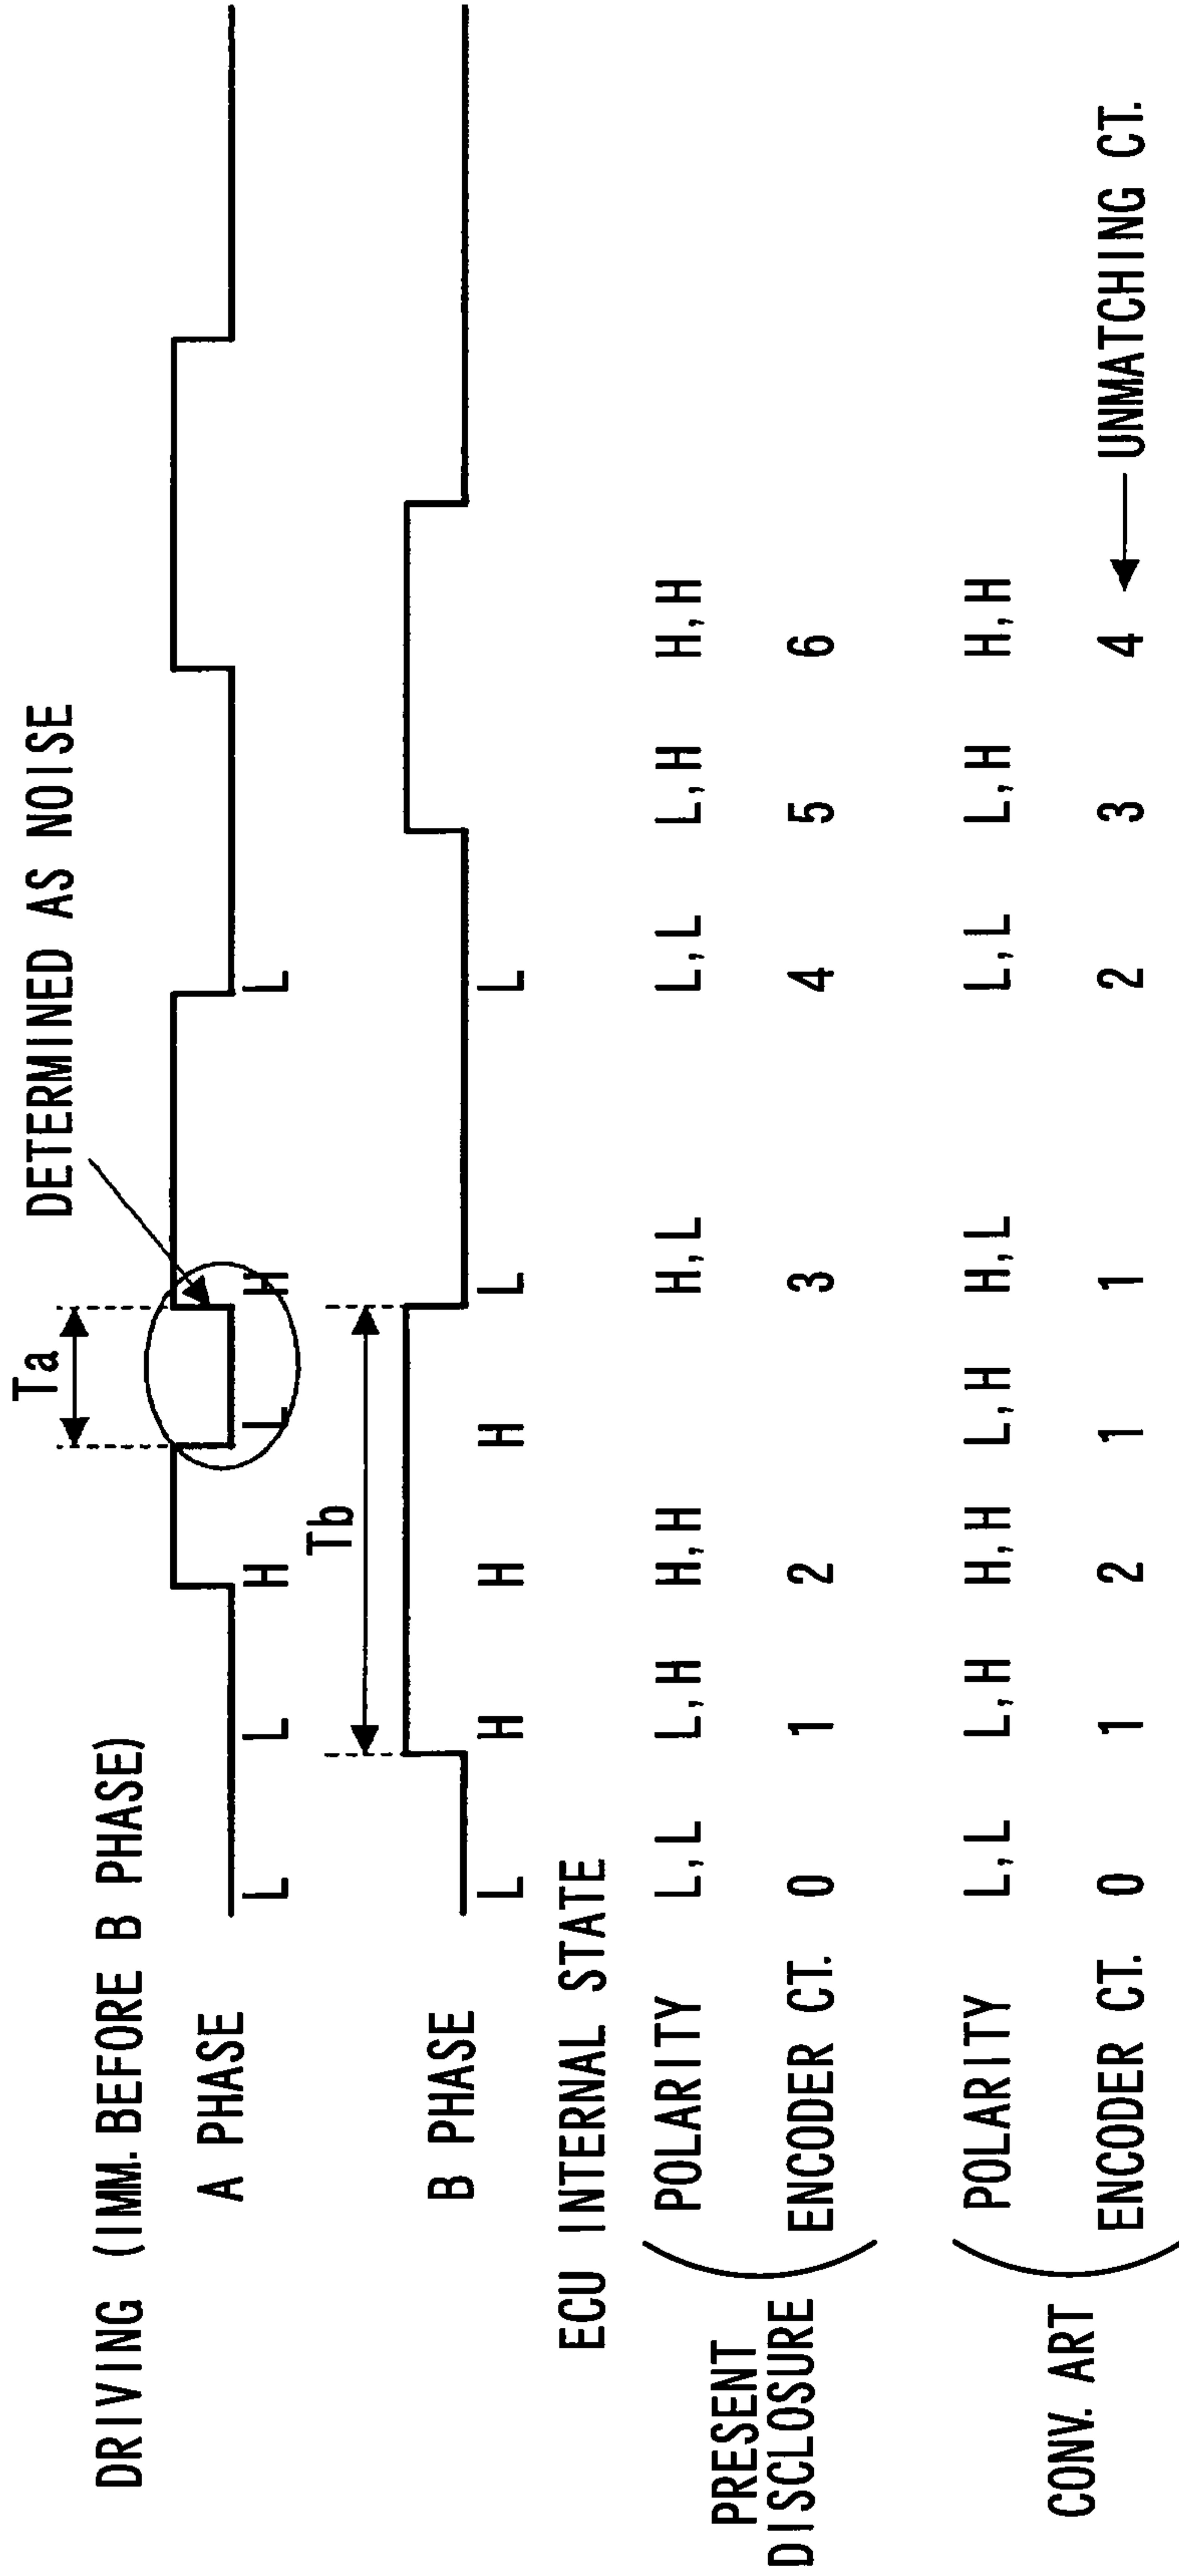 DETERMINED AS NOISE
DRIVING (IMM. BEFORE B PHASE)
Ta
A PHASE
L L H L H L
Tb
B PHASE
L H H H L L
ECU INTERNAL STATE
PRESENT DISCLOSURE
POLARITY L,L L,H H,H H,L L,L L,H H,H
ENCODER CT. 0 1 2 3 4 5 6
CONV. ART
POLARITY L,L L,H H,H L,H H,L L,L L,H H,H
ENCODER CT. 0 1 2 1 1 2 3 4 UNMATCHING CT.